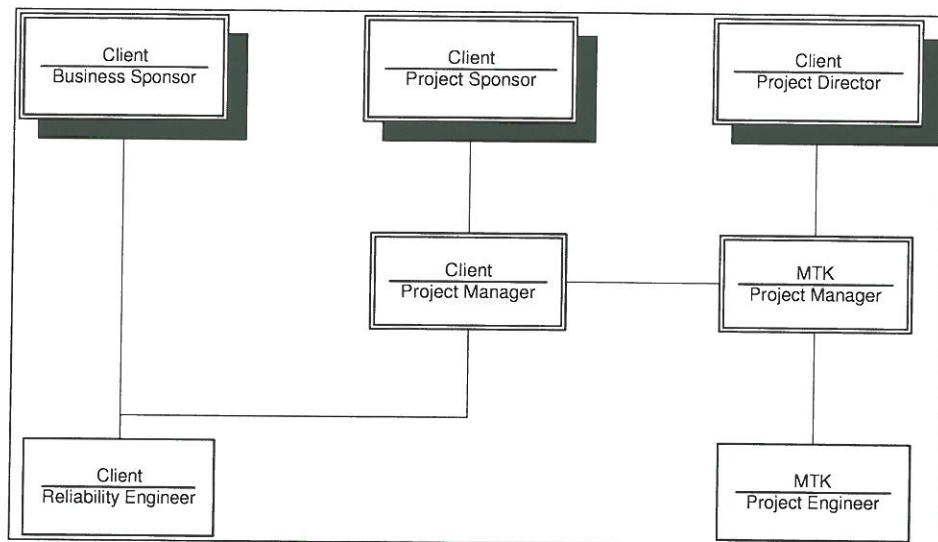 Client
Business Sponsor
Client
Project Sponsor
Client
Project Director
Client
Project Manager
MTK
Project Manager
Client
Reliability Engineer
MTK
Project Engineer